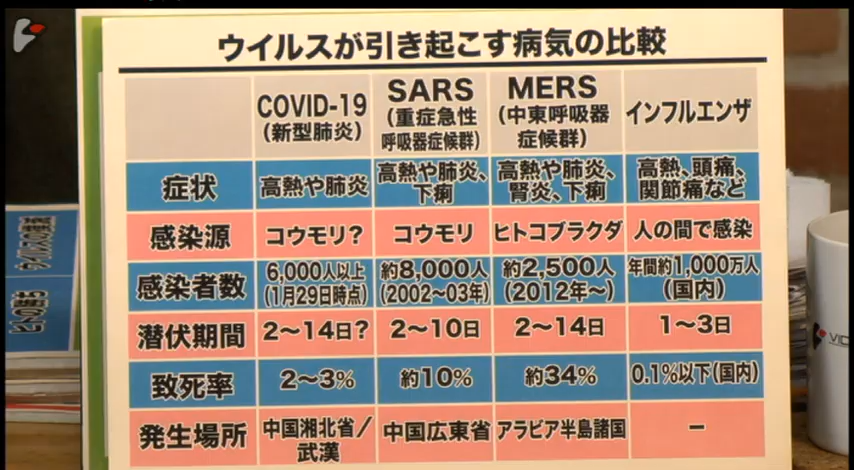 ウイルスが引き起こす病気の比較
COVID-19
(新型肺炎)
SARS
(重症急性
呼吸器症候群)
MERS
(中東呼吸器
症候群)
インフルエンザ
症状
高熱や肺炎
高熱や肺炎、
下痢
高熱や肺炎、
腎炎、下痢
高熱、頭痛、
関節痛など
感染源
コウモリ?
コウモリ
ヒトコブラクダ
人の間で感染
感染者数
6,000人以上
(1月29日時点)
約8,000人
(2002〜03年)
約2,500人
(2012年〜)
年間約1,000万人
(国内)
潜伏期間
2〜14日?
2〜10日
2〜14日
1〜3日
致死率
2〜3%
約10%
約34%
0.1%以下(国内)
発生場所
中国湘北省/
武漢
中国広東省
アラビア半島諸国
ー
ウイルスの
ヒトの
VIC